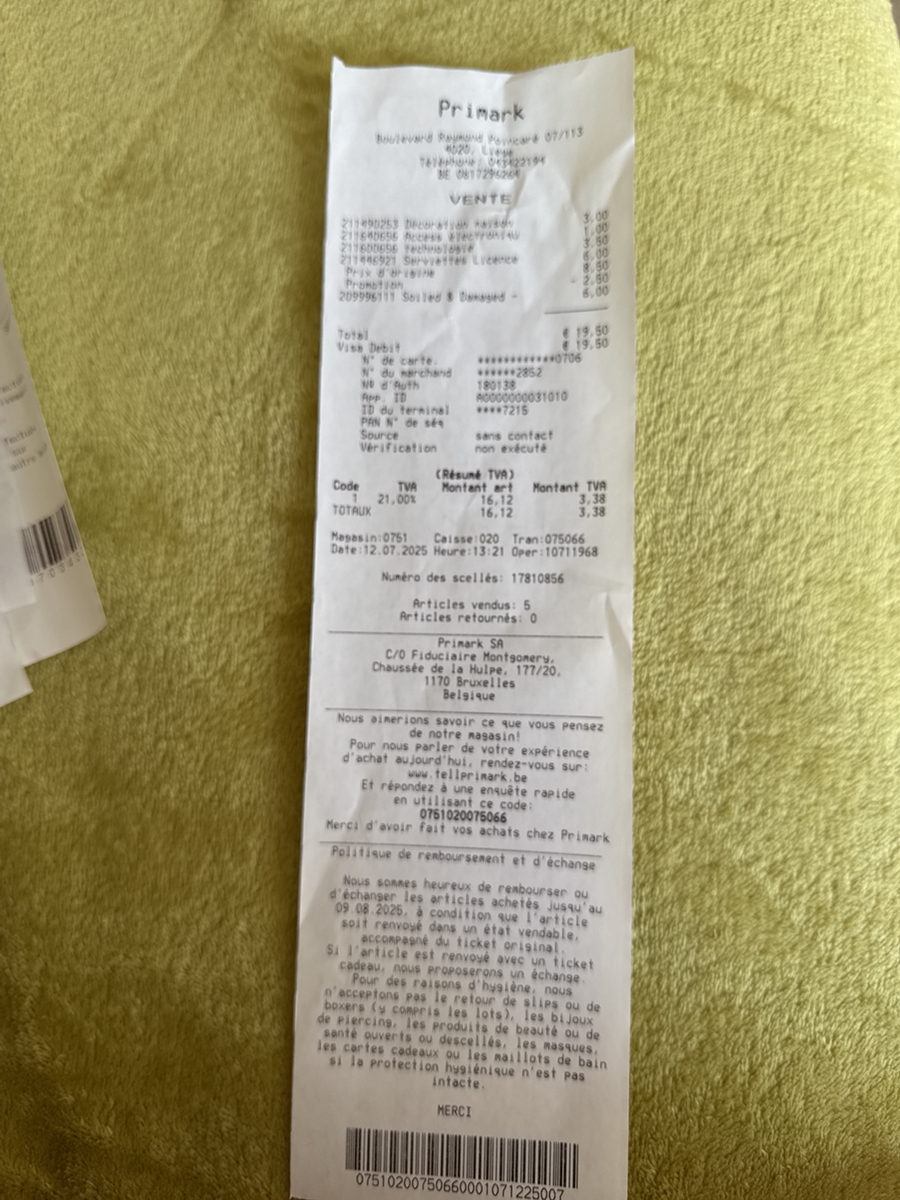 Primark
Boulevard Raymond Poincaré 07/113
4020, Liege
Téléphone: 043422194
BE 0817296264
VENTE
211490253 Décoration maison 3,00
211640656 Access électroniqu 1,00
211600696 Technologie 3,50
211446921 Serviettes Licence 6,00
Prix d'origine 8,50
Promotion - 2,50
209996111 Soiled & Damaged - 6,00
Total € 19,50
Visa Debit € 19,50
N° de carte. ************0706
N° du marchand ******2852
N0 d'Auth 180138
App. ID A0000000031010
ID du terminal ****7215
PAN N° de séq
Source sans contact
Vérification non exécuté
(Résumé TVA)
Code TVA Montant art Montant TVA
1 21,00% 16,12 3,38
TOTAUX 16,12 3,38
Magasin:0751 Caisse:020 Tran:075066
Date:12.07.2025 Heure:13:21 Oper:10711968
Numéro des scellés: 17810856
Articles vendus: 5
Articles retournés: 0
Primark SA
C/O Fiduciaire Montgomery,
Chaussée de la Hulpe, 177/20,
1170 Bruxelles
Belgique
Nous aimerions savoir ce que vous pensez
de notre magasin!
Pour nous parler de votre expérience
d'achat aujourd'hui, rendez-vous sur:
www.tellprimark.be
Et répondez à une enquête rapide
en utilisant ce code:
0751020075066
Merci d'avoir fait vos achats chez Primark
Politique de remboursement et d'échange
Nous sommes heureux de rembourser ou
d'échanger les articles achetés jusqu'au
09.08.2025, à condition que l'article
soit renvoyé dans un état vendable,
accompagné du ticket original.
Si l'article est renvoyé avec un ticket
cadeau, nous proposerons un échange.
Pour des raisons d'hygiène, nous
n'acceptons pas le retour de slips ou de
boxers (y compris les lots), les bijoux
de piercing, les produits de beauté ou de
santé ouverts ou descellés, les masques,
les cartes cadeaux ou les maillots de bain
si la protection hygiénique n'est pas
intacte.
MERCI
07510200750660001071225007